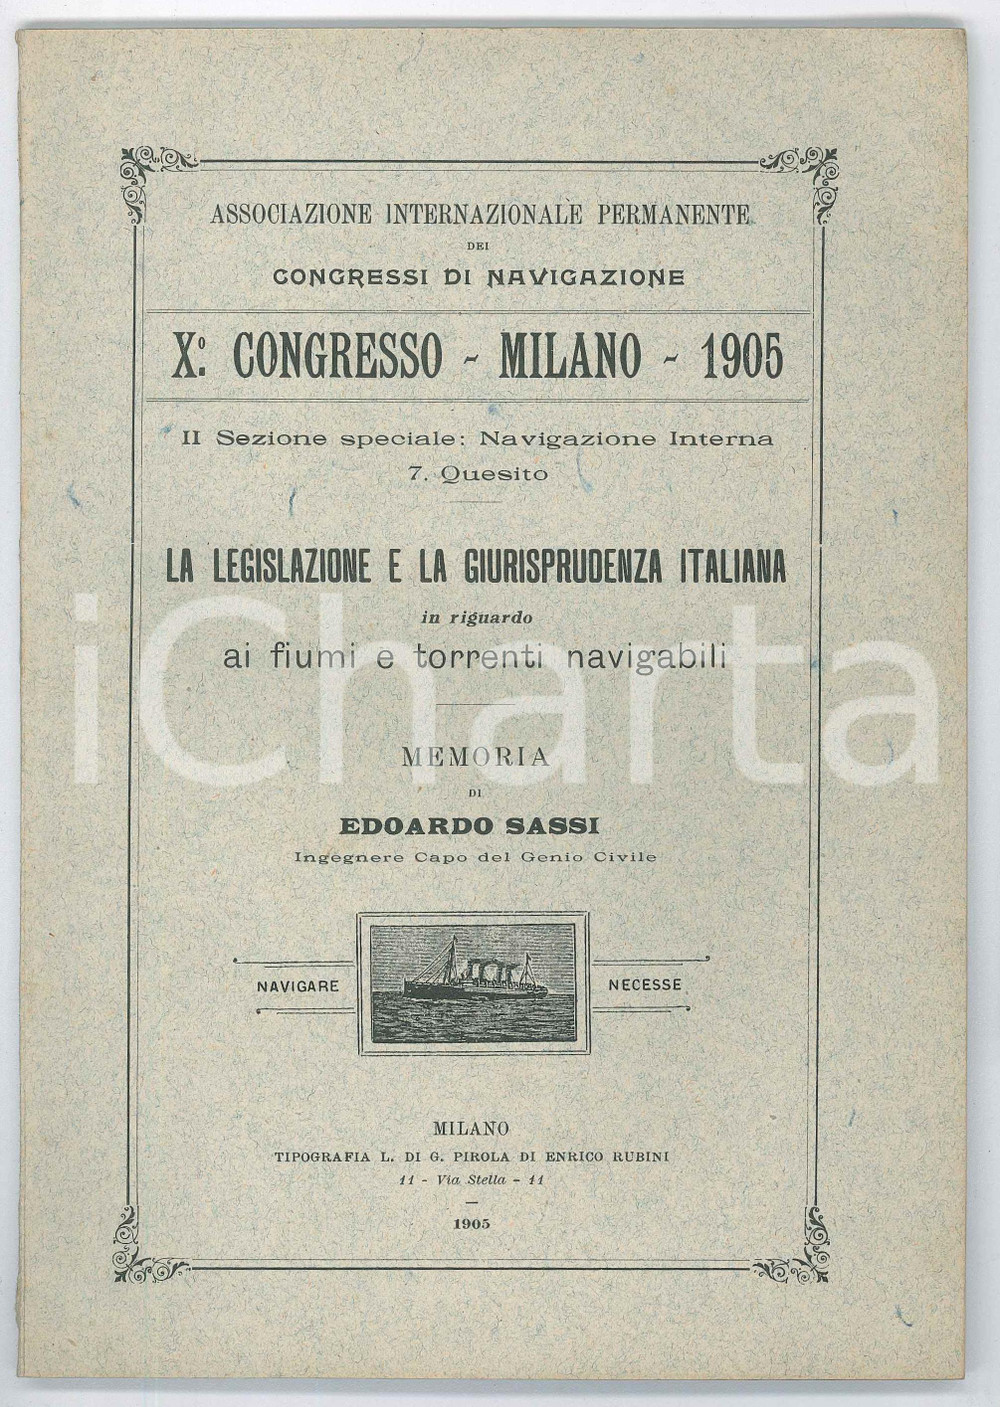 ASSOCIAZIONE INTERNAZIONALE PERMANENTE
DEI
CONGRESSI DI NAVIGAZIONE
Xº. CONGRESSO - MILANO - 1905
II Sezione speciale: Navigazione Interna
7. Quesito
LA LEGISLAZIONE E LA GIURISPRUDENZA ITALIANA
in riguardo
ai fiumi e torrenti navigabili
iCharta
MEMORIA
DI
EDOARDO SASSI
Ingegnere Capo del Genio Civile
NAVIGARE NECESSE
MILANO
TIPOGRAFIA L. DI G. PIROLA DI ENRICO RUBINI
11 - Via Stella - 11
1905